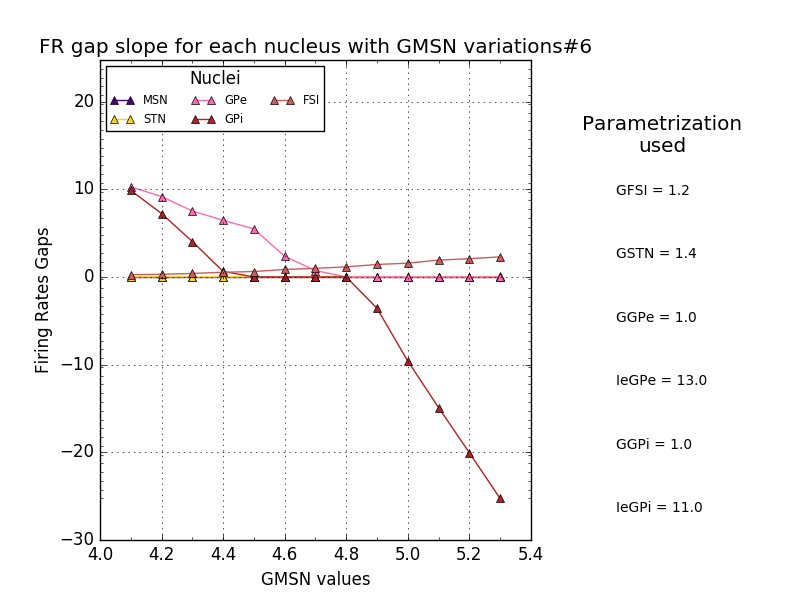 FR gap slope for each nucleus with GMSN variations#6
Nuclei
MSN GPe FSI
STN GPi
20
10
0
−10
−20
−30
Firing Rates Gaps
4.0 4.2 4.4 4.6 4.8 5.0 5.2 5.4
GMSN values
Parametrization
used
GFSI = 1.2
GSTN = 1.4
GGPe = 1.0
IeGPe = 13.0
GGPi = 1.0
IeGPi = 11.0